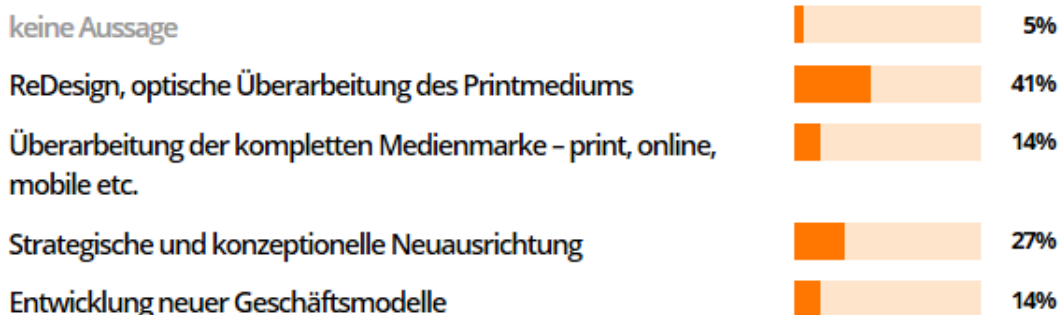 keine Aussage 5%
ReDesign, optische Überarbeitung des Printmediums 41%
Überarbeitung der kompletten Medienmarke – print, online, 14%
mobile etc.
Strategische und konzeptionelle Neuausrichtung 27%
Entwicklung neuer Geschäftsmodelle 14%